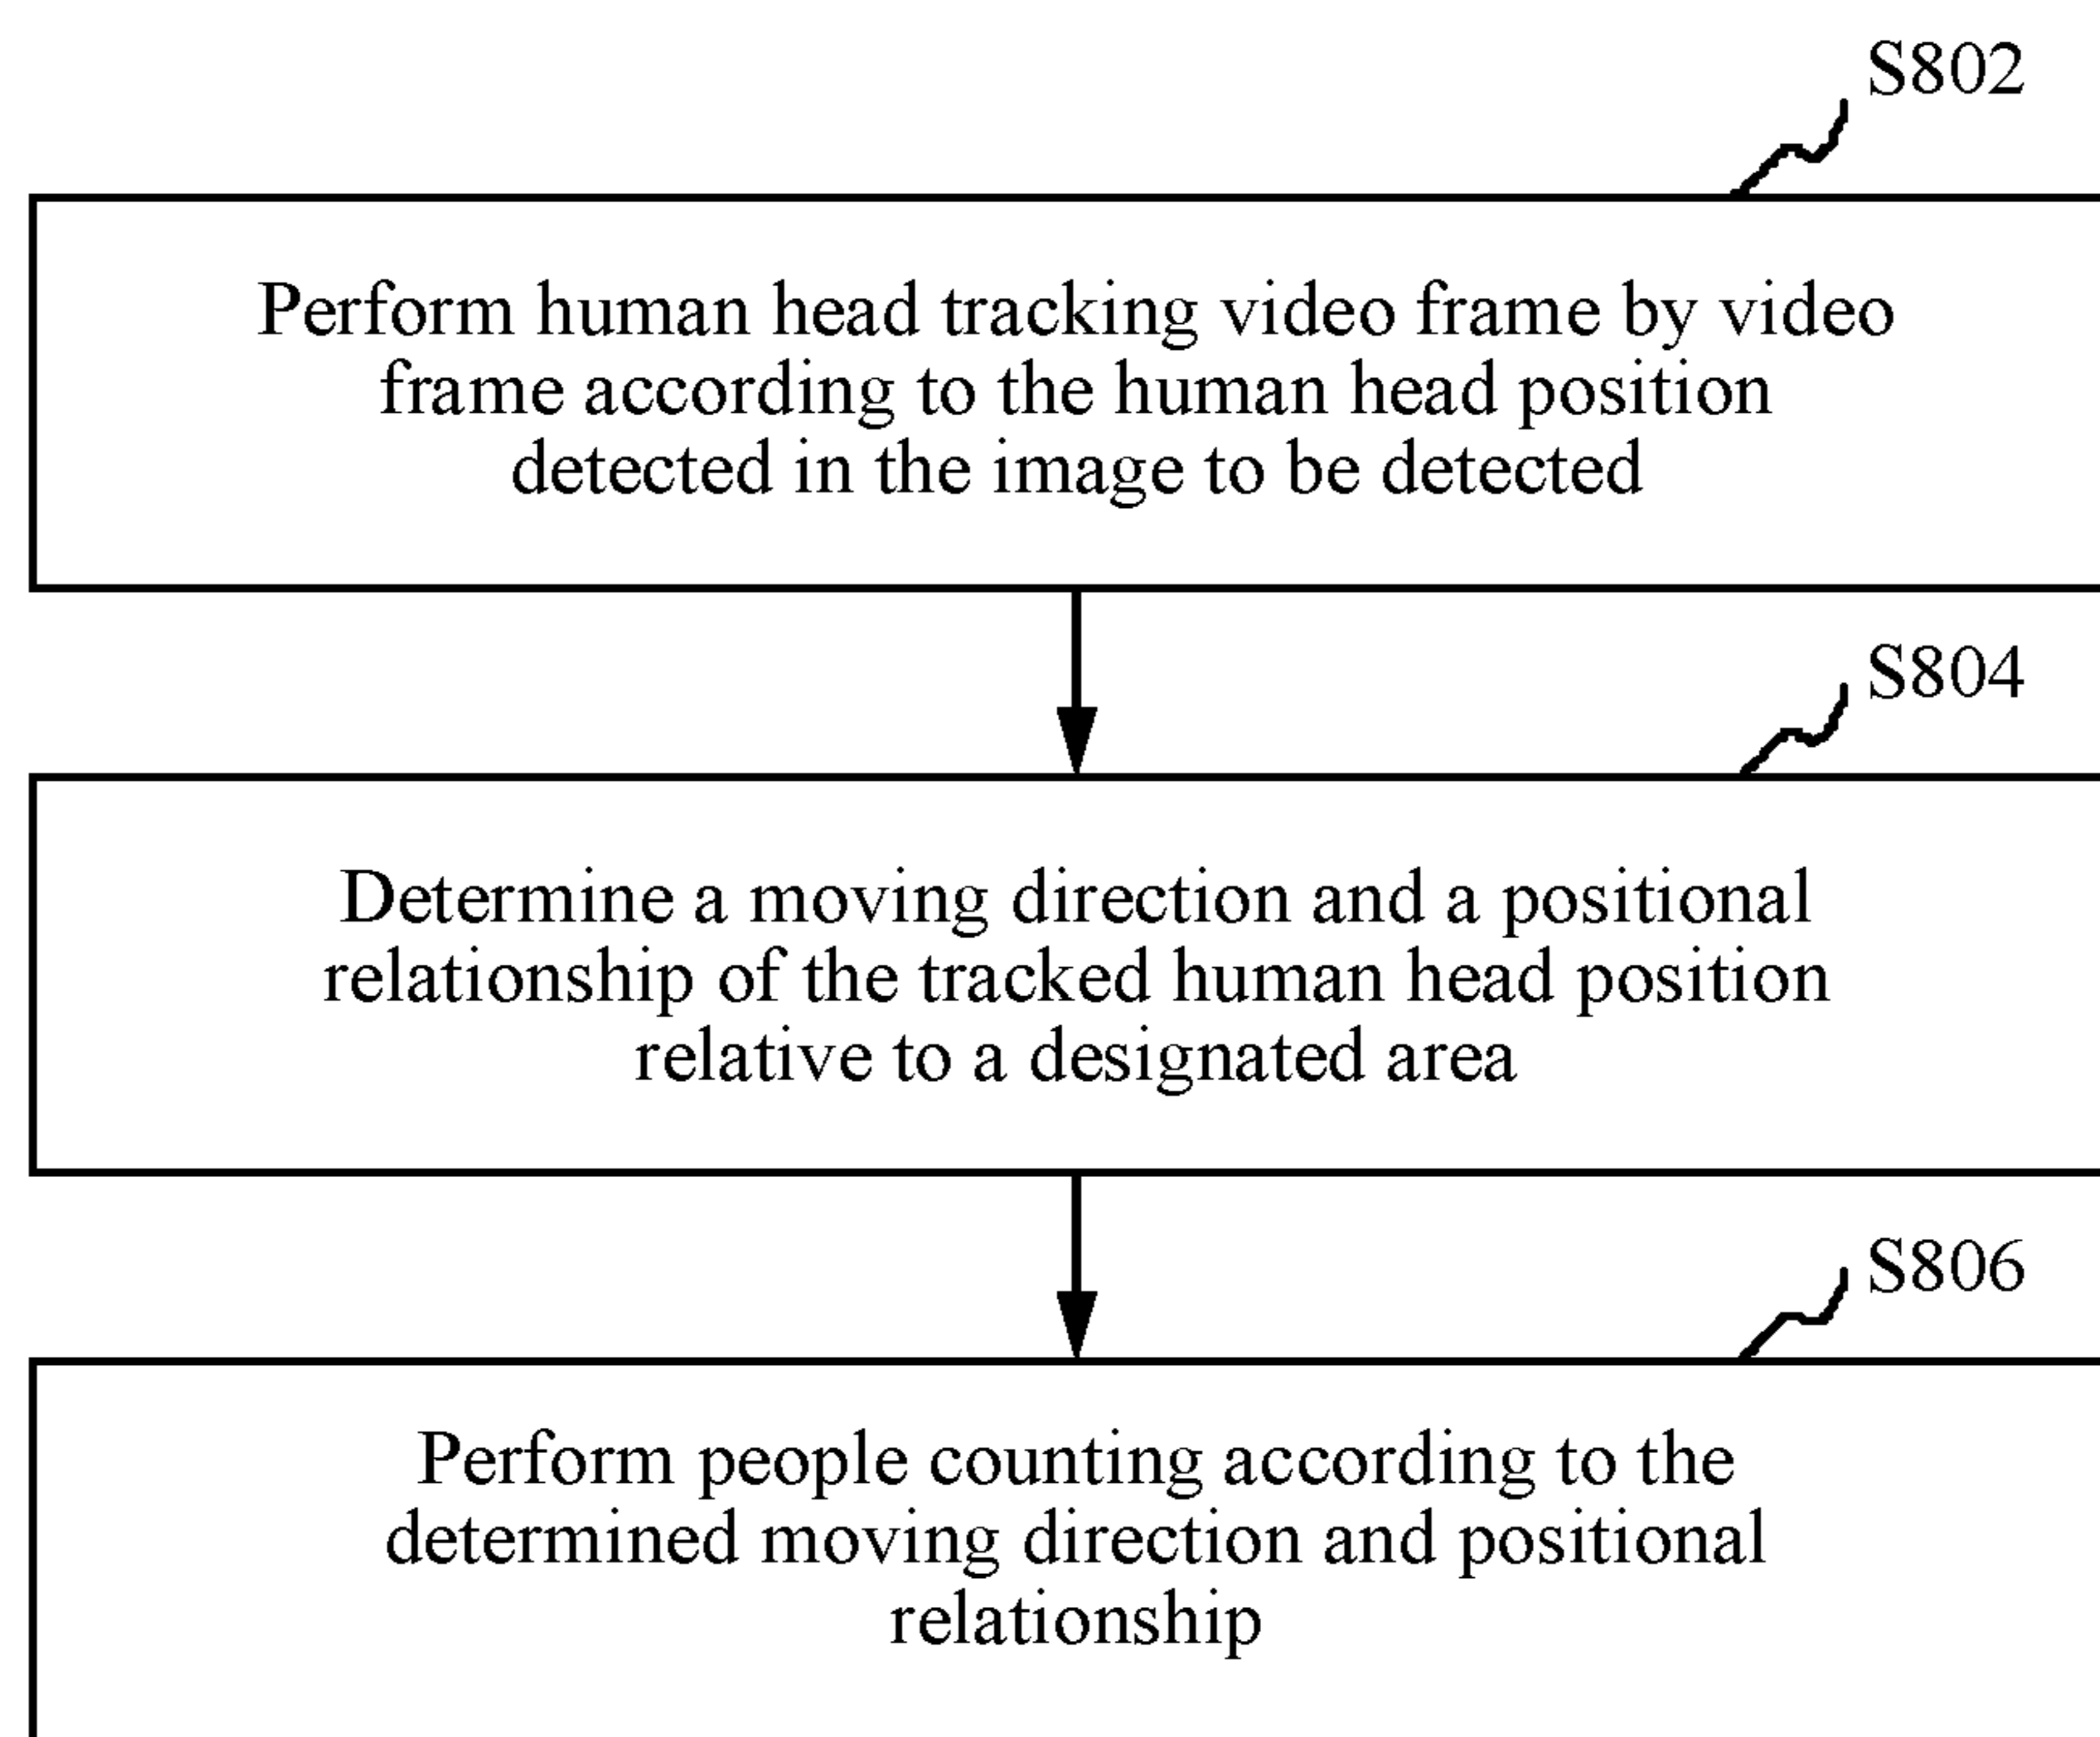 S802
Perform human head tracking video frame by video
frame according to the human head position
detected in the image to be detected
S804
Determine a moving direction and a positional
relationship of the tracked human head position
relative to a designated area
S806
Perform people counting according to the
determined moving direction and positional
relationship